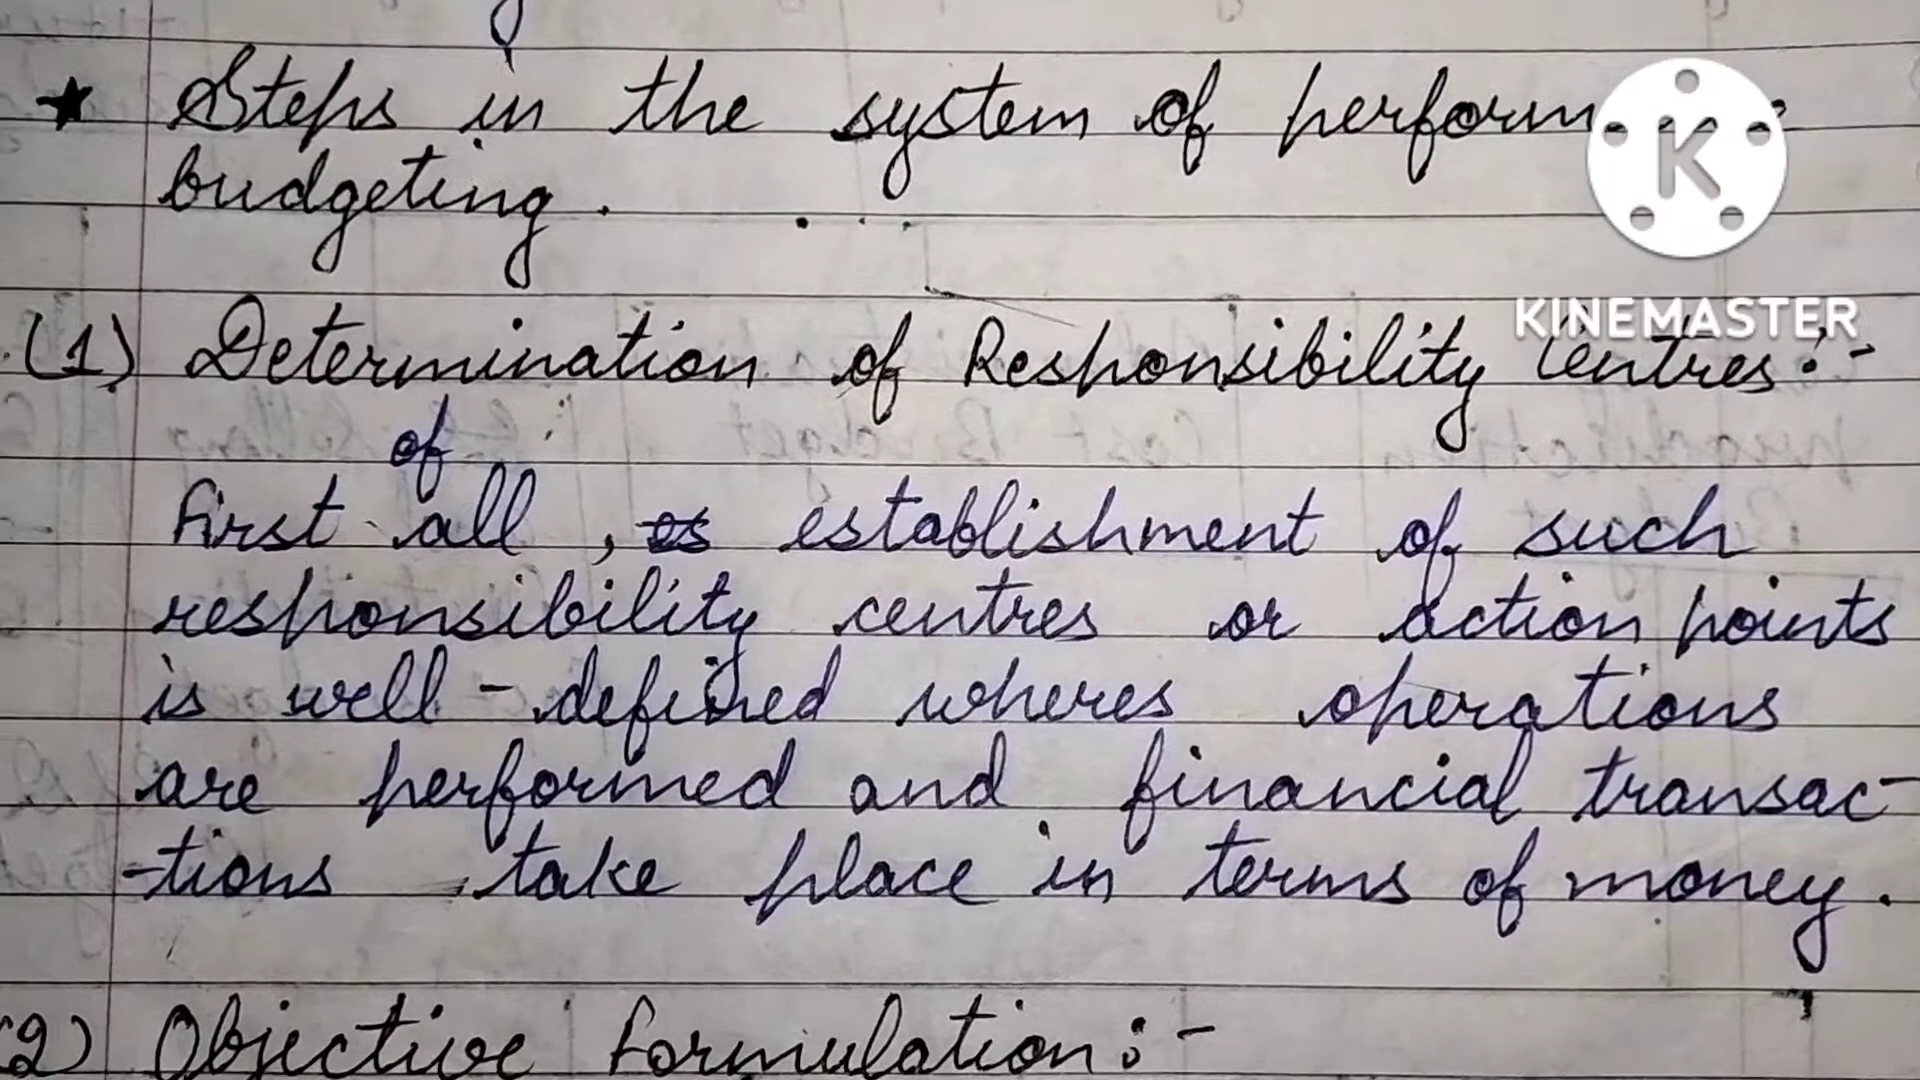 ★ Steps in the system of perform
budgeting.
KINEMASTER
(1) Determination of Responsibility Centres:-
of
First all, es establishment of such
responsibility centres or action points
is well-defined wheres operations
are performed and financial transac-
-tions take place in terms of money.
(2) Objective Formulation:-